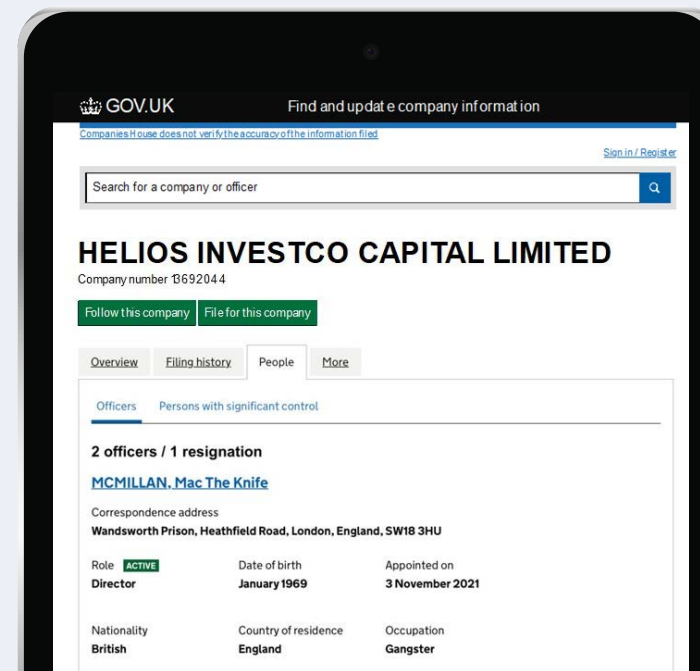 GOV.UK Find and update company information
Companies House does not verify the accuracy of the information filed
Sign in / Register
Search for a company or officer
HELIOS INVESTCO CAPITAL LIMITED
Company number 13692044
Follow this company File for this company
Overview Filing history People More
Officers Persons with significant control
2 officers / 1 resignation
MCMILLAN, Mac The Knife
Correspondence address
Wandsworth Prison, Heathfield Road, London, England, SW18 3HU
Role ACTIVE Date of birth Appointed on
Director January 1969 3 November 2021
Nationality Country of residence Occupation
British England Gangster